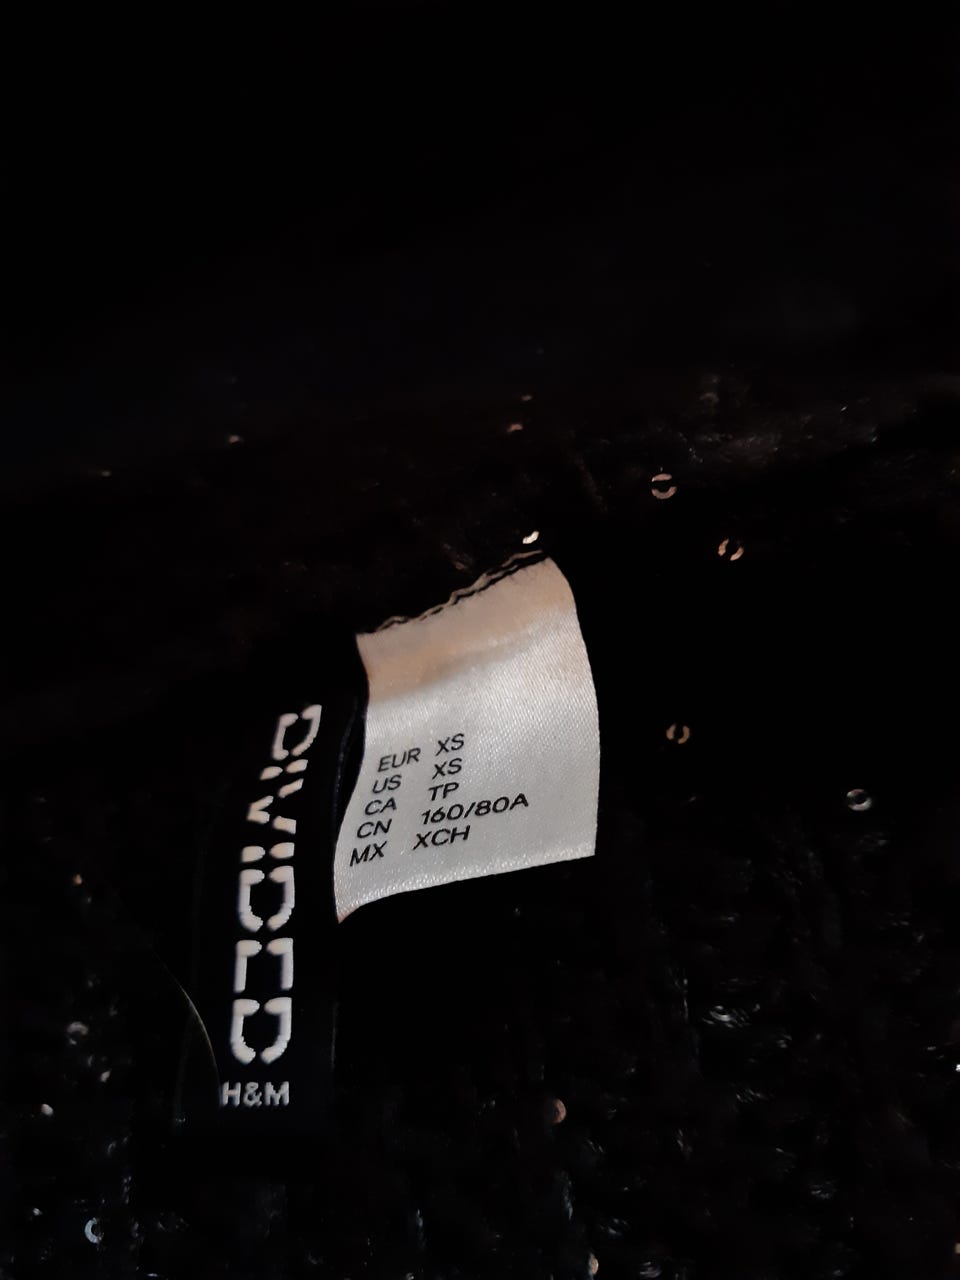 DIVIDED
H&M
EUR XS
US XS
CA TP
CN 160/80A
MX XCH